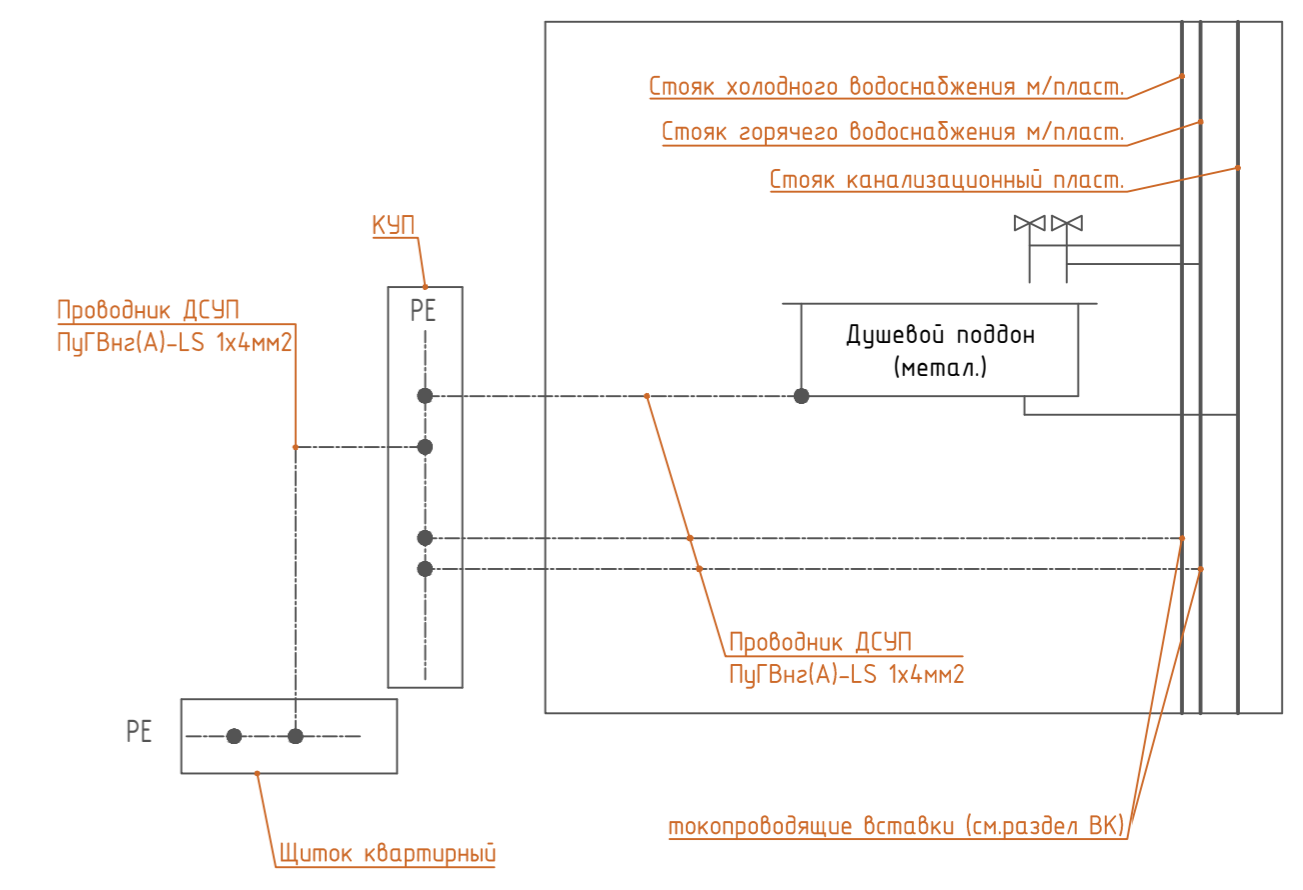 Стояк холодного водоснабжения м/пласт.
Стояк горячего водоснабжения м/пласт.
Стояк канализационный пласт.
КУП
Проводник ДСУП
ПуГВнг(А)-LS 1х4мм2
PE
Душевой поддон
(метал.)
Проводник ДСУП
ПуГВнг(А)-LS 1х4мм2
PE
токопроводящие вставки (см.раздел ВК)
Щиток квартирный